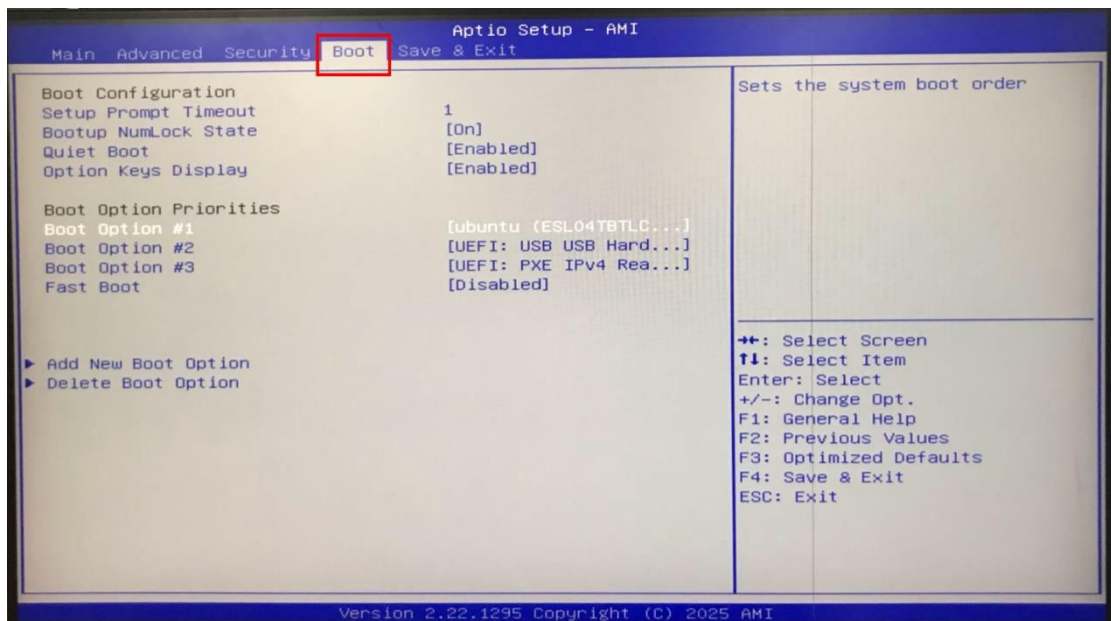 Aptio Setup - AMI
Main Advanced Security Boot Save & Exit
Boot Configuration
Setup Prompt Timeout 1
Bootup NumLock State [On]
Quiet Boot [Enabled]
Option Keys Display [Enabled]
Boot Option Priorities
Boot Option #1 [ubuntu (ESL04TBTLC...]
Boot Option #2 [UEFI: USB USB Hard...]
Boot Option #3 [UEFI: PXE IPv4 Rea...]
Fast Boot [Disabled]
Add New Boot Option
Delete Boot Option
Sets the system boot order
→←: Select Screen
↑↓: Select Item
Enter: Select
+/-: Change Opt.
F1: General Help
F2: Previous Values
F3: Optimized Defaults
F4: Save & Exit
ESC: Exit
Version 2.22.1295 Copyright (C) 2025 AMI